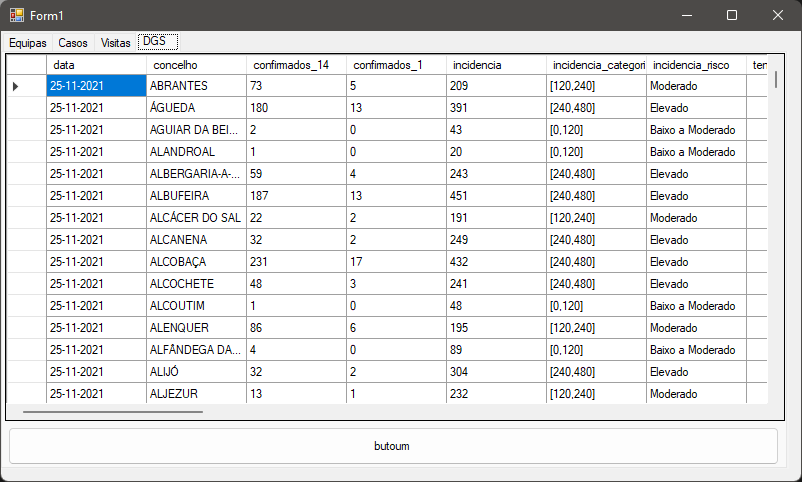 Form1
Equipas Casos Visitas DGS
data concelho confirmados_14 confirmados_1 incidencia incidencia_categori incidencia_risco ten
25-11-2021 ABRANTES 73 5 209 [120,240] Moderado
25-11-2021 ÁGUEDA 180 13 391 [240,480] Elevado
25-11-2021 AGUIAR DA BEI... 2 0 43 [0,120] Baixo a Moderado
25-11-2021 ALANDROAL 1 0 20 [0,120] Baixo a Moderado
25-11-2021 ALBERGARIA-A-... 59 4 243 [240,480] Elevado
25-11-2021 ALBUFEIRA 187 13 451 [240,480] Elevado
25-11-2021 ALCÁCER DO SAL 22 2 191 [120,240] Moderado
25-11-2021 ALCANENA 32 2 249 [240,480] Elevado
25-11-2021 ALCOBAÇA 231 17 432 [240,480] Elevado
25-11-2021 ALCOCHETE 48 3 241 [240,480] Elevado
25-11-2021 ALCOUTIM 1 0 48 [0,120] Baixo a Moderado
25-11-2021 ALENQUER 86 6 195 [120,240] Moderado
25-11-2021 ALFÂNDEGA DA... 4 0 89 [0,120] Baixo a Moderado
25-11-2021 ALIJÓ 32 2 304 [240,480] Elevado
25-11-2021 ALJEZUR 13 1 232 [120,240] Moderado
butoum